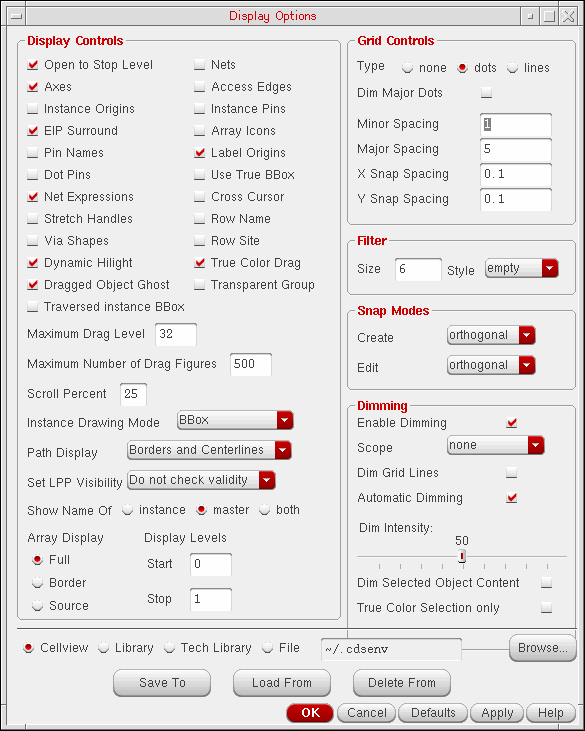 Display Options
Display Controls
Open to Stop Level
Nets
Axes
Access Edges
Instance Origins
Instance Pins
EIP Surround
Array Icons
Pin Names
Label Origins
Dot Pins
Use True BBox
Net Expressions
Cross Cursor
Stretch Handles
Row Name
Via Shapes
Row Site
Dynamic Hilight
True Color Drag
Dragged Object Ghost
Transparent Group
Traversed instance BBox
Maximum Drag Level 32
Maximum Number of Drag Figures 500
Scroll Percent 25
Instance Drawing Mode BBox
Path Display Borders and Centerlines
Set LPP Visibility Do not check validity
Show Name Of instance master both
Array Display
Full
Border
Source
Display Levels
Start 0
Stop 1
Grid Controls
Type none dots lines
Dim Major Dots
Minor Spacing 1
Major Spacing 5
X Snap Spacing 0.1
Y Snap Spacing 0.1
Filter
Size 6 Style empty
Snap Modes
Create orthogonal
Edit orthogonal
Dimming
Enable Dimming
Scope none
Dim Grid Lines
Automatic Dimming
Dim Intensity:
50
Dim Selected Object Content
True Color Selection only
Cellview Library Tech Library File ~/.cdsenv Browse...
Save To Load From Delete From
OK Cancel Defaults Apply Help